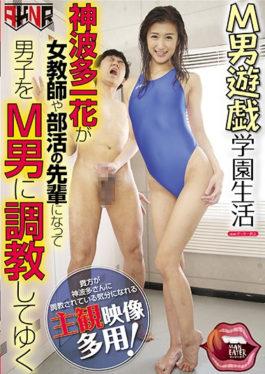 M男遊戯
学園生活
神波多一花が
女教師や部活の先輩になって
男子をM男に調教してゆく
貴方が
神波多さんに
調教されている気分になれる
主観映像
多用!
MAN
EATER